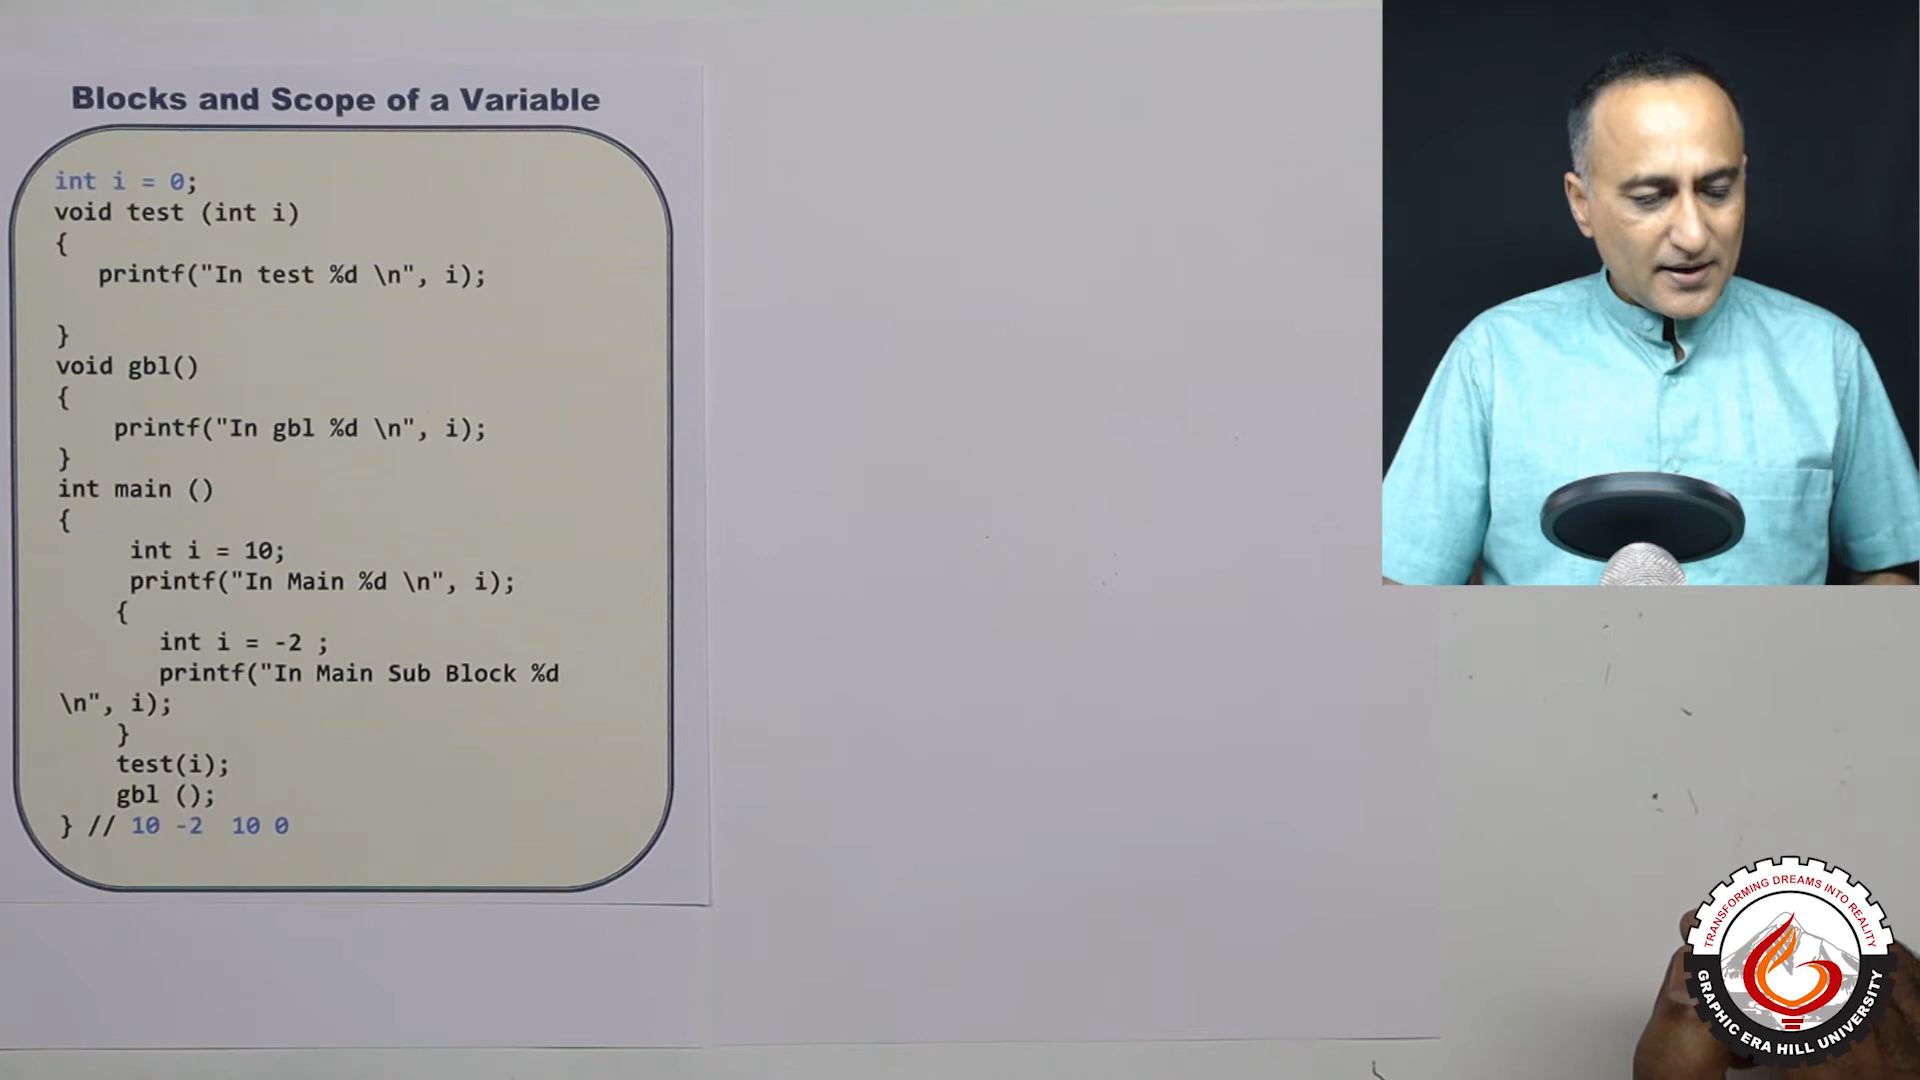 Blocks and Scope of a Variable
int i = 0;
void test (int i)
{
printf("In test %d \n", i);
}
void gbl()
{
printf("In gbl %d \n", i);
}
int main ()
{
int i = 10;
printf("In Main %d \n", i);
{
int i = -2 ;
printf("In Main Sub Block %d
\n", i);
}
test(i);
gbl ();
} // 10 -2  10 0
TRANSFORMING DREAMS INTO REALITY
GRAPHIC ERA HILL UNIVERSITY